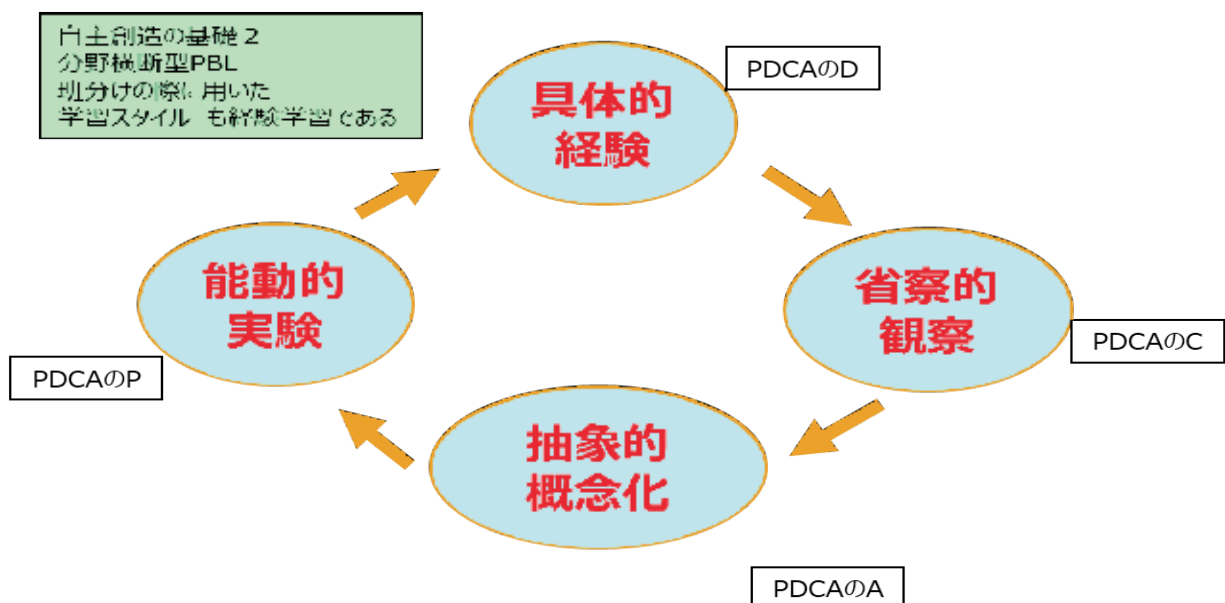 自主創造の基礎2
分野横断型PBL
班分けの際に用いた
学習スタイル も経験学習である
PDCAのD
具体的
経験
能動的
実験
省察的
観察
PDCAのC
PDCAのP
抽象的
概念化
PDCAのA